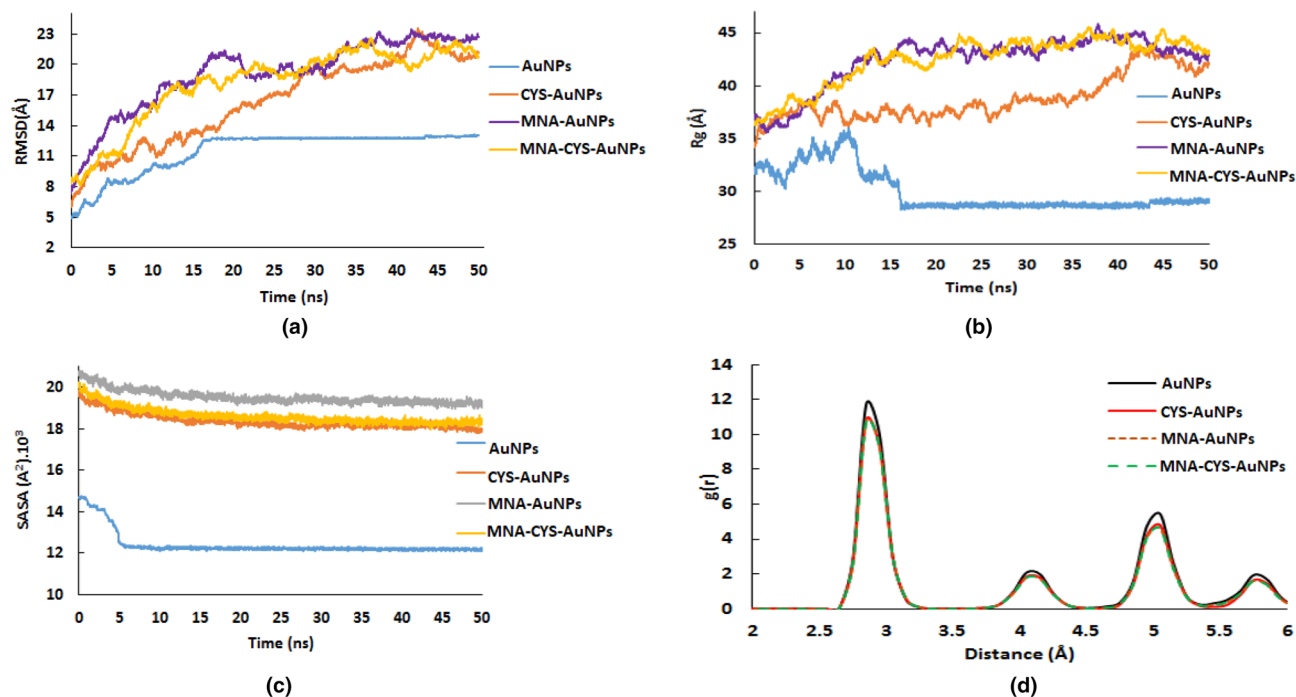 23
20
17
14
11
8
5
2
RMSD(Å)
0 5 10 15 20 25 30 35 40 45 50
Time (ns)
AuNPs
CYS-AuNPs
MNA-AuNPs
MNA-CYS-AuNPs
(a)
45
40
35
30
25
Rg (Å)
0 5 10 15 20 25 30 35 40 45 50
Time (ns)
AuNPs
CYS-AuNPs
MNA-AuNPs
MNA-CYS-AuNPs
(b)
20
18
16
14
12
10
SASA (A²).10³
0 5 10 15 20 25 30 35 40 45 50
Time (ns)
AuNPs
CYS-AuNPs
MNA-AuNPs
MNA-CYS-AuNPs
(c)
14
12
10
8
6
4
2
0
g(r)
2 2.5 3 3.5 4 4.5 5 5.5 6
Distance (Å)
AuNPs
CYS-AuNPs
MNA-AuNPs
MNA-CYS-AuNPs
(d)